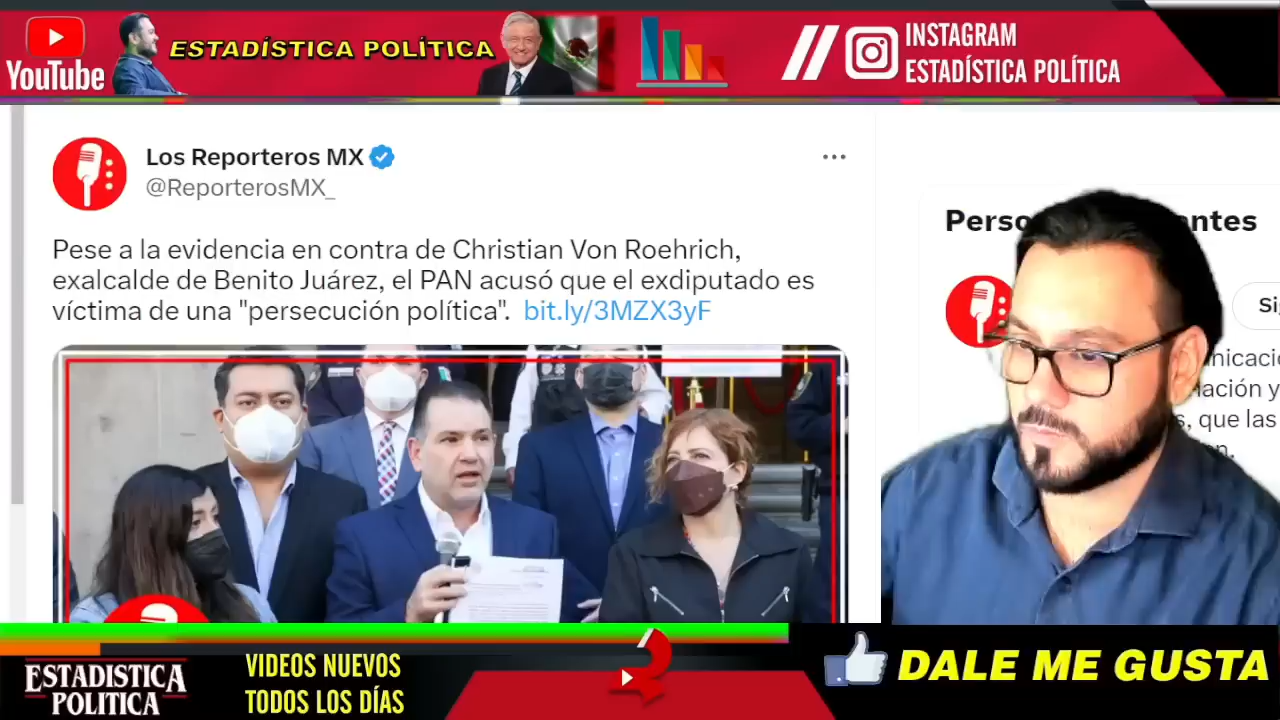 YouTube
ESTADÍSTICA POLÍTICA
INSTAGRAM
ESTADÍSTICA POLÍTICA
Los Reporteros MX
@ReporterosMX_
Pese a la evidencia en contra de Christian Von Roehrich,
exalcalde de Benito Juárez, el PAN acusó que el exdiputado es
víctima de una "persecución política". bit.ly/3MZX3yF
ESTADISTICA
POLITICA
VIDEOS NUEVOS
TODOS LOS DÍAS
DALE ME GUSTA